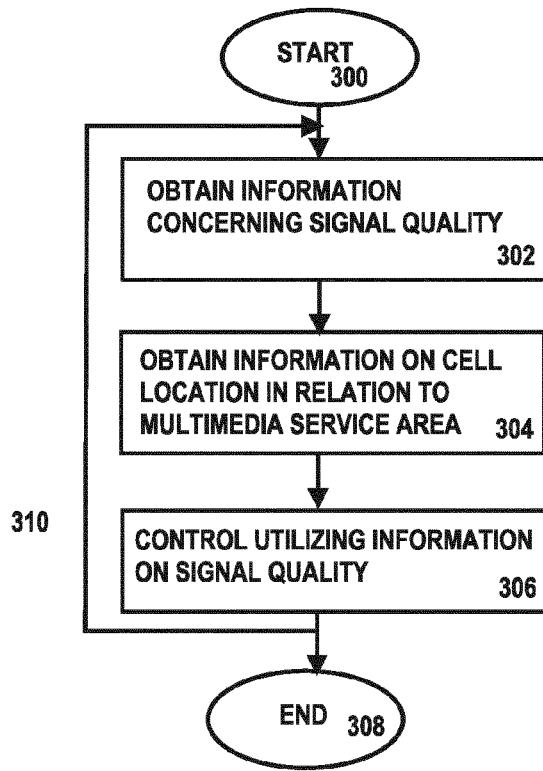 START
300
OBTAIN INFORMATION
CONCERNING SIGNAL QUALITY
302
OBTAIN INFORMATION ON CELL
LOCATION IN RELATION TO
MULTIMEDIA SERVICE AREA 304
310
CONTROL UTILIZING INFORMATION
ON SIGNAL QUALITY
306
END 308